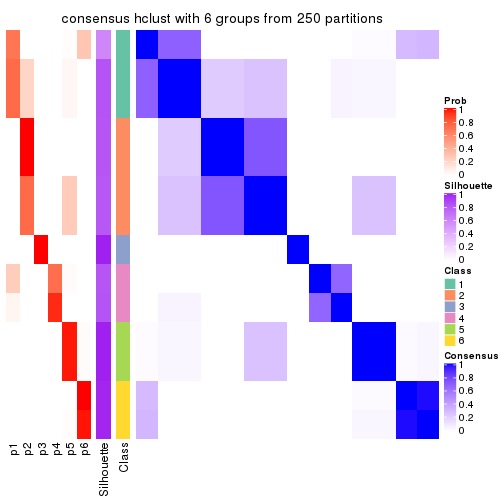 consensus hclust with 6 groups from 250 partitions
Prob
1
0.8
0.6
0.4
0.2
0
Silhouette
1
0.8
0.6
0.4
0.2
0
Class
1
2
3
4
5
6
Consensus
1
0.8
0.6
0.4
0.2
0
p1
p2
p3
p4
p5
p6
Silhouette
Class